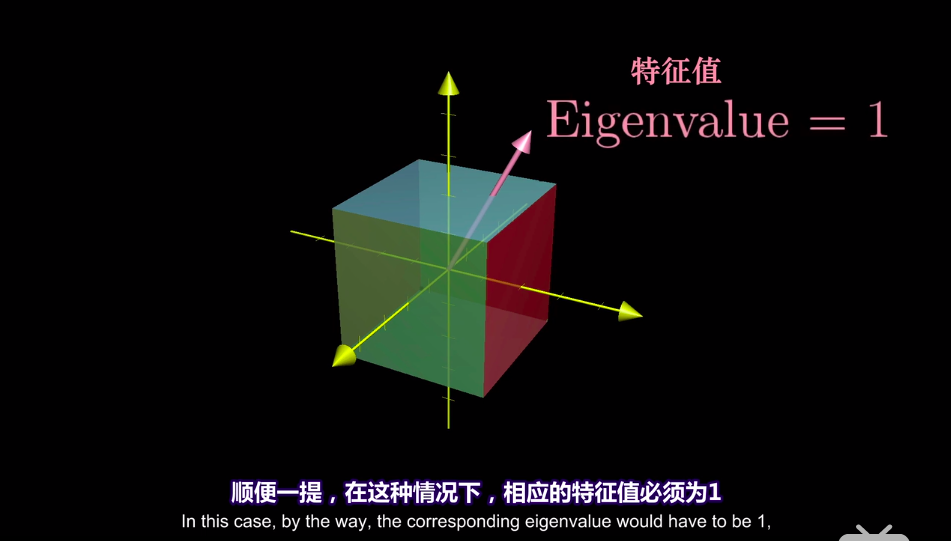 特征值
Eigenvalue = 1
顺便一提，在这种情况下，相应的特征值必须为1
In this case, by the way, the corresponding eigenvalue would have to be 1,